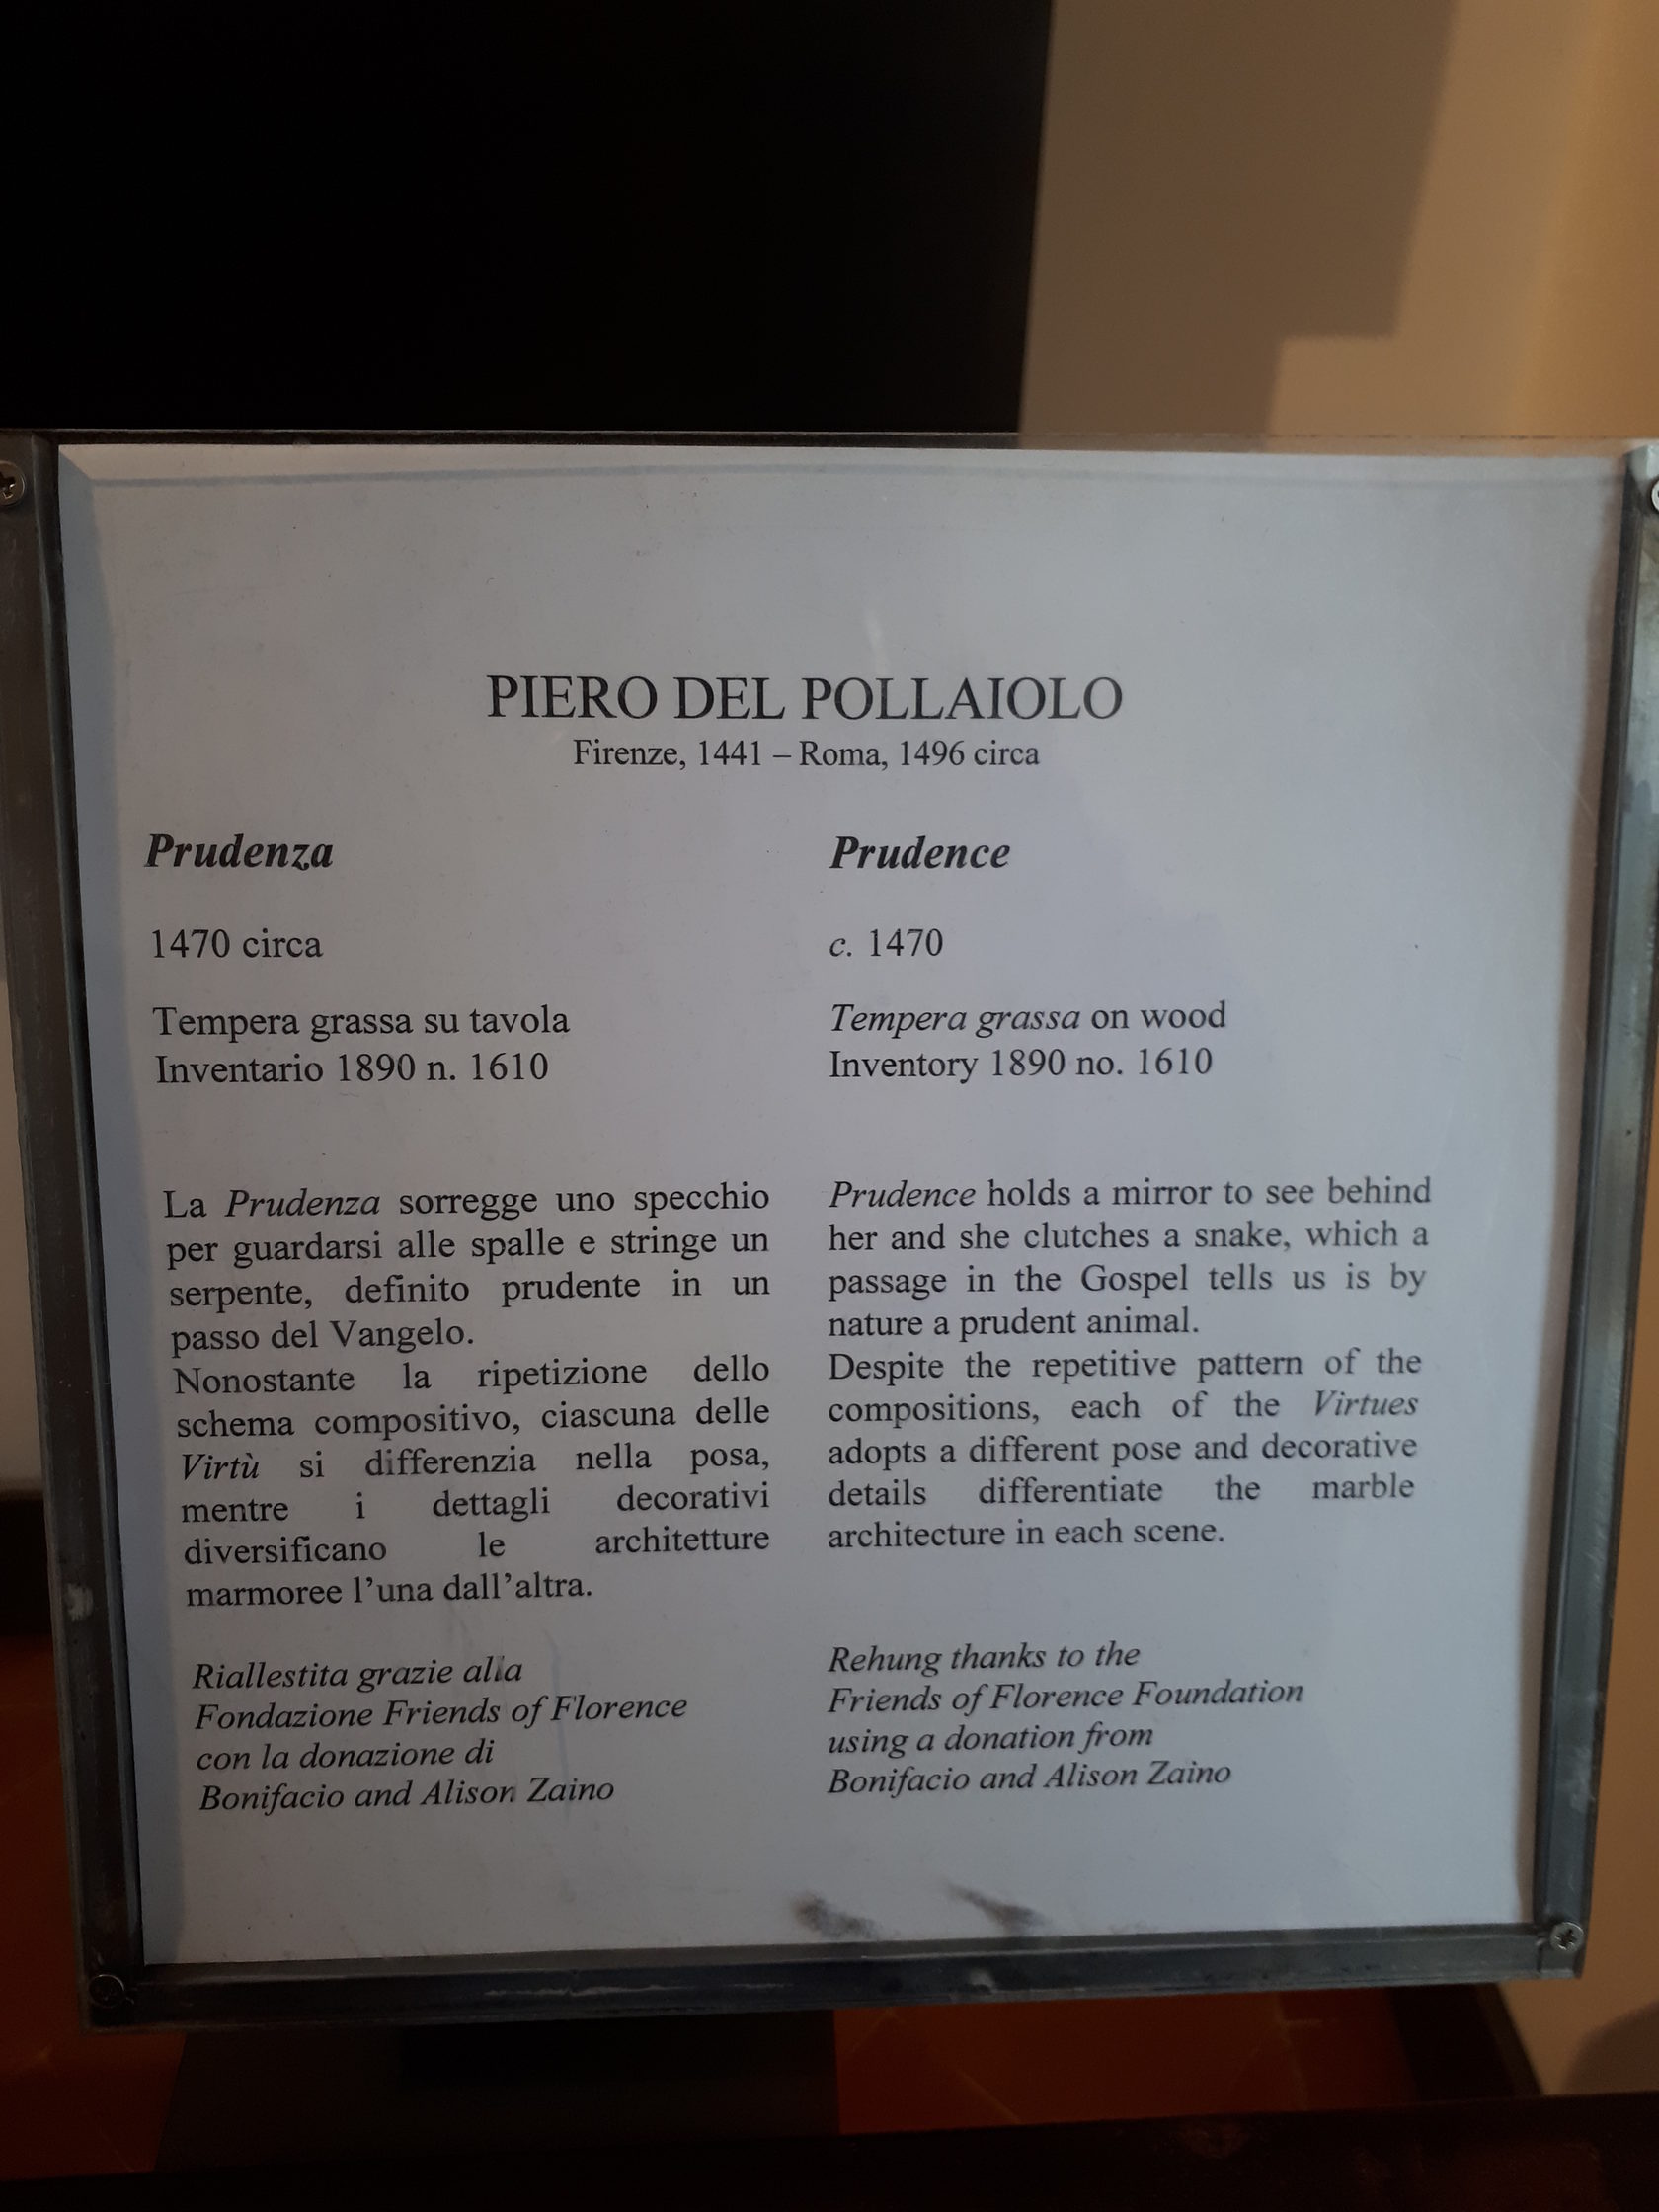 PIERO DEL POLLAIOLO
Firenze, 1441 – Roma, 1496 circa
Prudenza
1470 circa
Tempera grassa su tavola
Inventario 1890 n. 1610
La Prudenza sorregge uno specchio
per guardarsi alle spalle e stringe un
serpente, definito prudente in un
passo del Vangelo.
Nonostante la ripetizione dello
schema compositivo, ciascuna delle
Virtù si differenzia nella posa,
mentre i dettagli decorativi
diversificano le architetture
marmoree l’una dall’altra.
Riallestita grazie alla
Fondazione Friends of Florence
con la donazione di
Bonifacio and Alison Zaino
Prudence
c. 1470
Tempera grassa on wood
Inventory 1890 no. 1610
Prudence holds a mirror to see behind
her and she clutches a snake, which a
passage in the Gospel tells us is by
nature a prudent animal.
Despite the repetitive pattern of the
compositions, each of the Virtues
adopts a different pose and decorative
details differentiate the marble
architecture in each scene.
Rehung thanks to the
Friends of Florence Foundation
using a donation from
Bonifacio and Alison Zaino